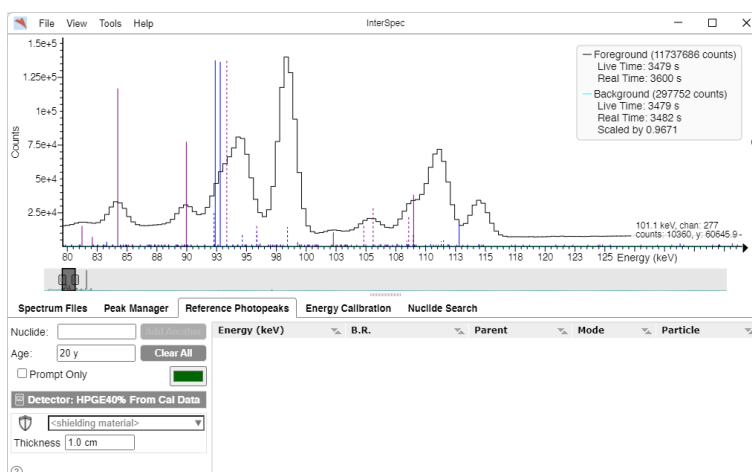 File View Tools Help InterSpec
1.5e+5
1.25e+5
1e+5
7.5e+4
5e+4
2.5e+4
Counts
Foreground (11737686 counts)
Live Time: 3479 s
Real Time: 3600 s
Background (297752 counts)
Live Time: 3479 s
Real Time: 3482 s
Scaled by 0.9671
101.1 keV, chan: 277
counts: 10360, y: 60645.9
80 83 85 88 90 93 95 98 100 103 105 108 110 113 115 118 120 123 125 Energy (keV)
Spectrum Files Peak Manager Reference Photopeaks Energy Calibration Nuclide Search
Nuclide: Add Another
Energy (keV) B.R. Parent Mode Particle
Age: 20 y Clear All
Prompt Only
Detector: HPGE40% From Cal Data
<shielding material>
Thickness 1.0 cm